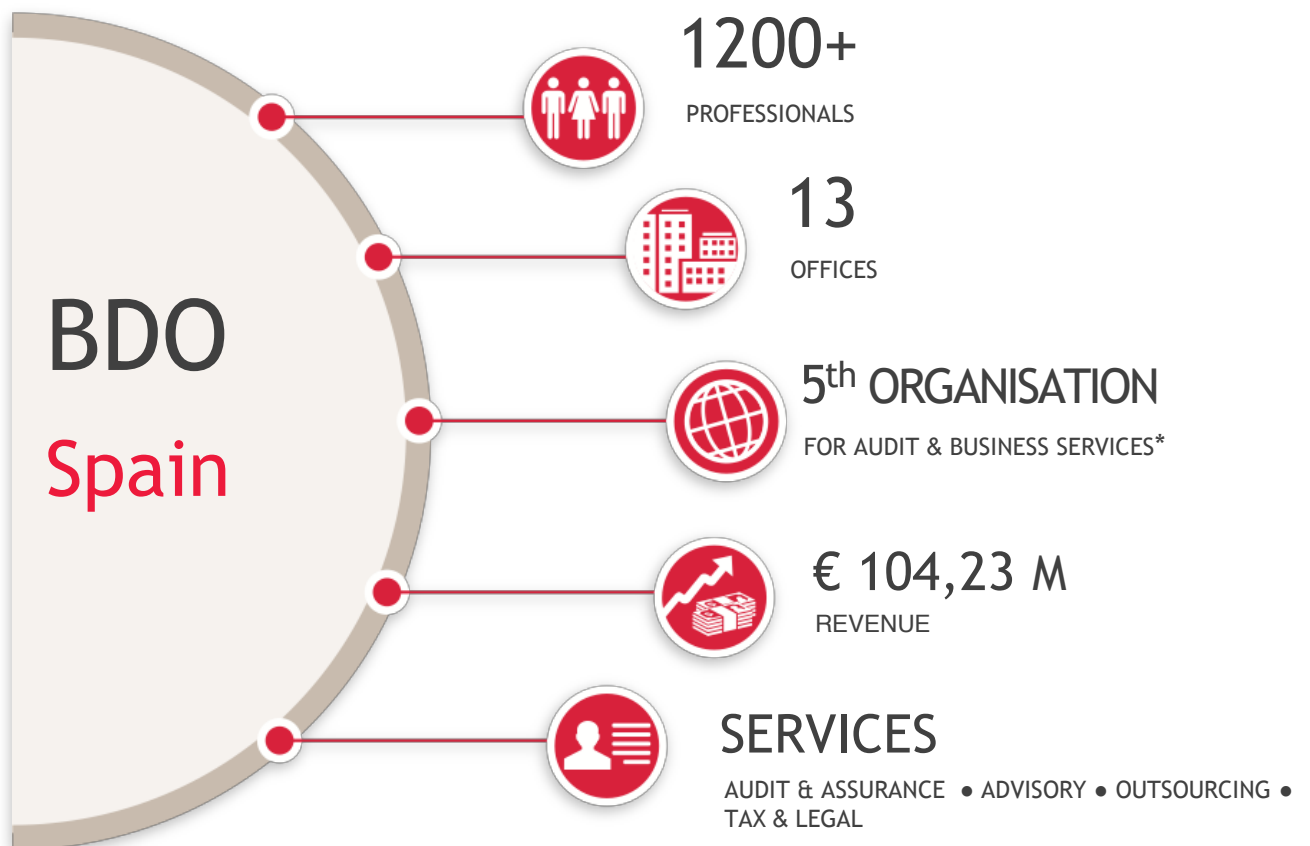 BDO
Spain
1200+
PROFESSIONALS
13
OFFICES
5th ORGANISATION
FOR AUDIT & BUSINESS SERVICES*
€ 104,23 M
REVENUE
SERVICES
AUDIT & ASSURANCE ● ADVISORY ● OUTSOURCING ●
TAX & LEGAL